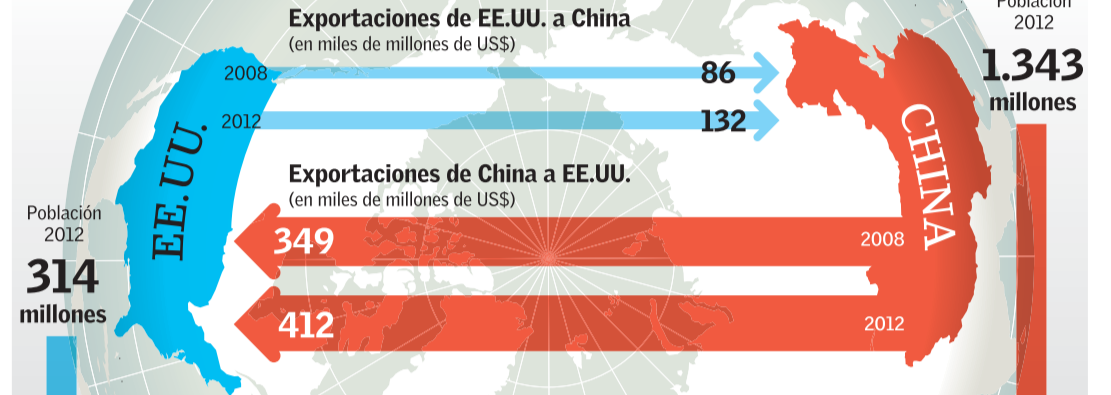 Exportaciones de EE.UU. a China
(en miles de millones de US$)
2008
86
2012
132
Exportaciones de China a EE.UU.
(en miles de millones de US$)
349
2008
412
2012
EE.UU.
CHINA
Población
2012
314
millones
Población
2012
1.343
millones